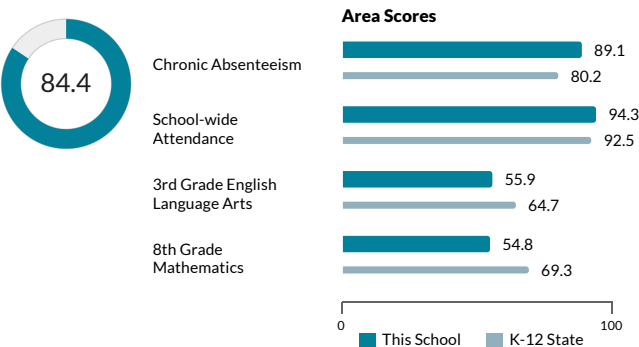 84.4
Area Scores
Chronic Absenteeism
89.1
80.2
School-wide
Attendance
94.3
92.5
3rd Grade English
Language Arts
55.9
64.7
8th Grade
Mathematics
54.8
69.3
0 100
This School K-12 State